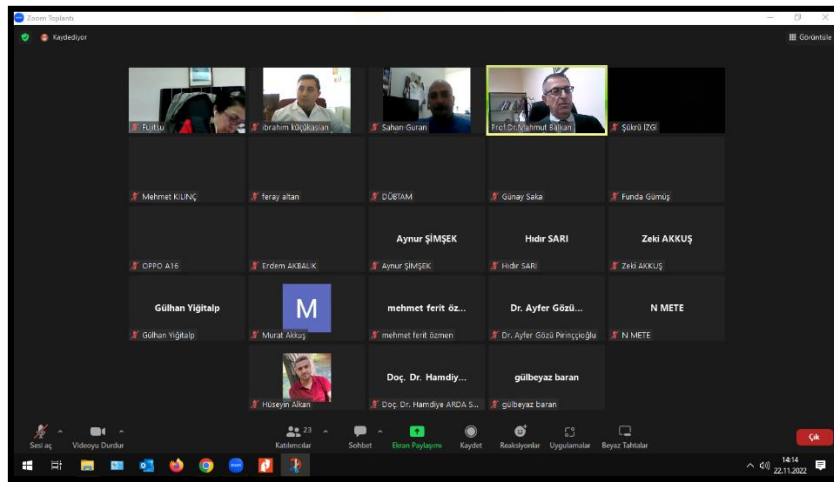 Zoom Toplantı
Kaydediyor
Görüntüle
Fujitsu
ibrahim küçükaslan
Sahan Guran
Prof.Dr.Mahmut Balkan
Şükrü İZGİ
Mehmet KILINÇ
feray altan
DÜBTAM
Günay Saka
Funda Gümüş
Aynur ŞİMŞEK
Hıdır SARI
Zeki AKKUŞ
OPPO A16
Erdem AKBALIK
Aynur ŞİMŞEK
Hıdır SARI
Zeki AKKUŞ
Gülhan Yiğitalp
M
mehmet ferit öz...
Dr. Ayfer Gözü...
N METE
Gülhan Yiğitalp
Murat Akkuş
mehmet ferit özmen
Dr. Ayfer Gözü Pirinççioğlu
N METE
Doç. Dr. Hamdiy...
gülbeyaz baran
Hüseyin Alkan
Doç. Dr. Hamdiye ARDA S...
gülbeyaz baran
23
Sesi aç
Videoyu Durdur
Katılımcılar
Sohbet
Ekran Paylaşımı
Kaydet
Reaksiyonlar
Uygulamalar
Beyaz Tahtalar
Çık
14:14
22.11.2022